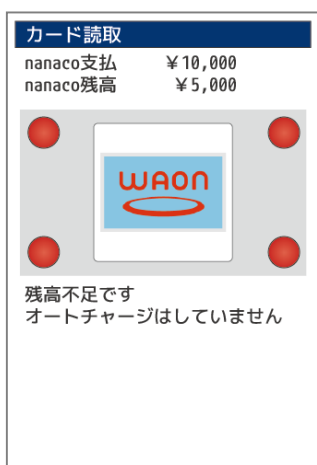 カード読取
nanaco支払 ￥10,000
nanaco残高 ￥5,000
WAON
残高不足です
オートチャージはしていません